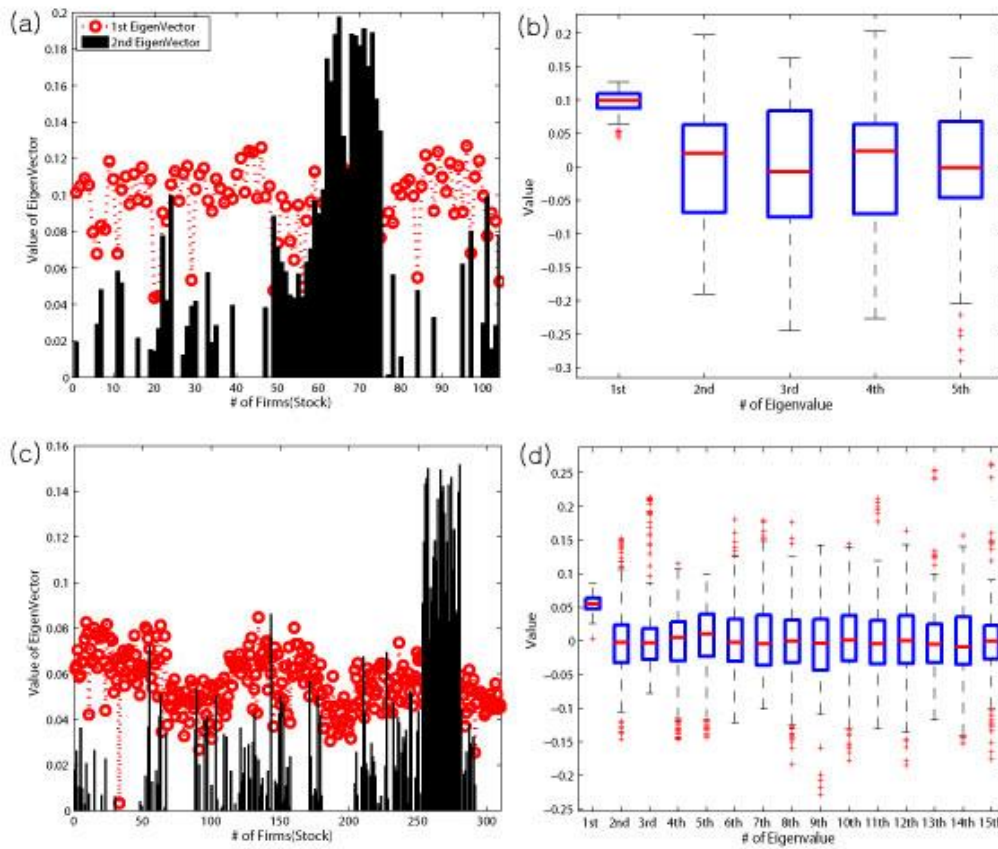 (a)
1st EigenVector
2nd EigenVector
Value of EigenVector
0.2
0.18
0.16
0.14
0.12
0.1
0.08
0.06
0.04
0.02
0
0 10 20 30 40 50 60 70 80 90 100
# of Firms(Stock)
(b)
Value
0.2
0.15
0.1
0.05
0
−0.05
−0.1
−0.15
−0.2
−0.25
−0.3
1st 2nd 3rd 4th 5th
# of Eigenvalue
(c)
Value of EigenVector
0.16
0.14
0.12
0.1
0.08
0.06
0.04
0.02
0
0 50 100 150 200 250 300
# of Firms(Stock)
(d)
Value
0.25
0.20
0.15
0.1
0.05
0
−0.05
−0.1
−0.15
−0.2
−0.25
1st 2nd 3rd 4th 5th 6th 7th 8th 9th 10th 11th 12th 13th 14th 15th
# of Eigenvalue